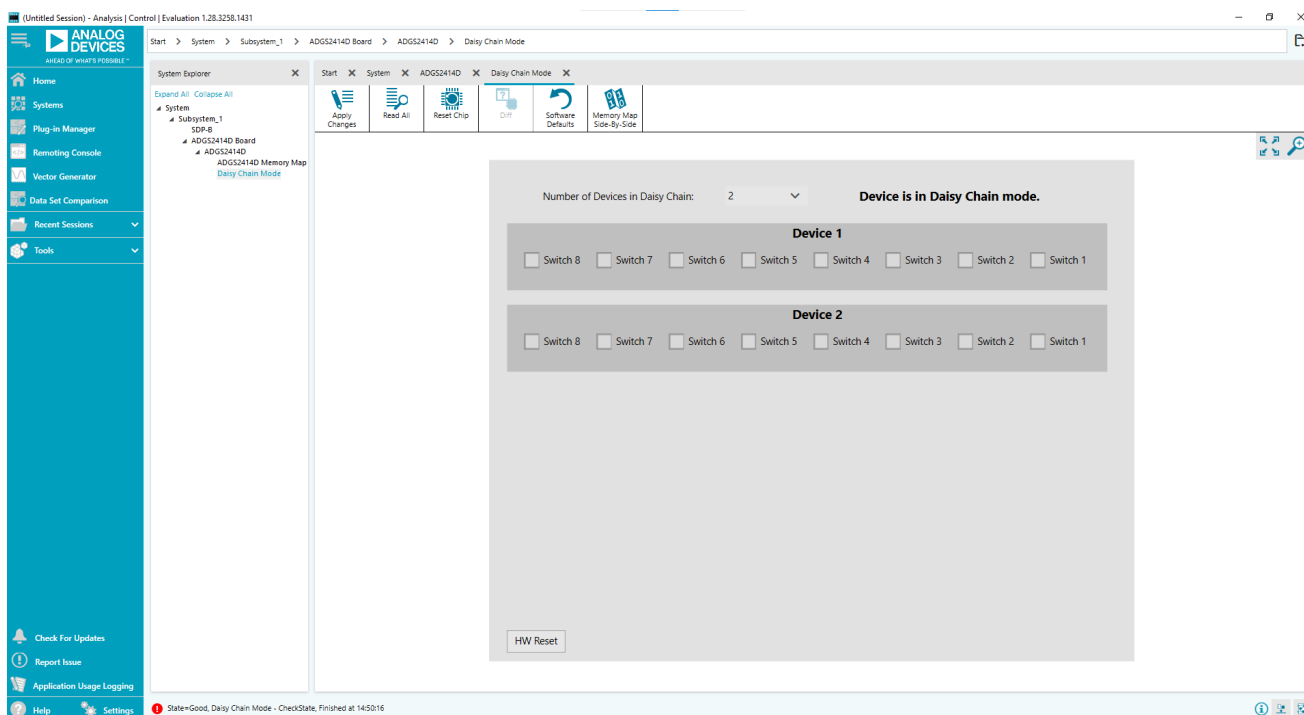 (Untitled Session) - Analysis | Control | Evaluation 1.28.3258.1431
ANALOG
DEVICES
AHEAD OF WHAT'S POSSIBLE™
Start > System > Subsystem_1 > ADGS2414D Board > ADGS2414D > Daisy Chain Mode
Home
Systems
Plug-in Manager
Remoting Console
Vector Generator
Data Set Comparison
Recent Sessions
Tools
Check For Updates
Report Issue
Application Usage Logging
Help Settings
System Explorer
Expand All Collapse All
System
Subsystem_1
SDP-B
ADGS2414D Board
ADGS2414D
ADGS2414D Memory Map
Daisy Chain Mode
Start System ADGS2414D Daisy Chain Mode
Apply Changes
Read All
Reset Chip
Diff
Software Defaults
Memory Map Side-By-Side
Number of Devices in Daisy Chain: 2 Device is in Daisy Chain mode.
Device 1
Switch 8 Switch 7 Switch 6 Switch 5 Switch 4 Switch 3 Switch 2 Switch 1
Device 2
Switch 8 Switch 7 Switch 6 Switch 5 Switch 4 Switch 3 Switch 2 Switch 1
HW Reset
State=Good, Daisy Chain Mode - CheckState, Finished at 14:50:16